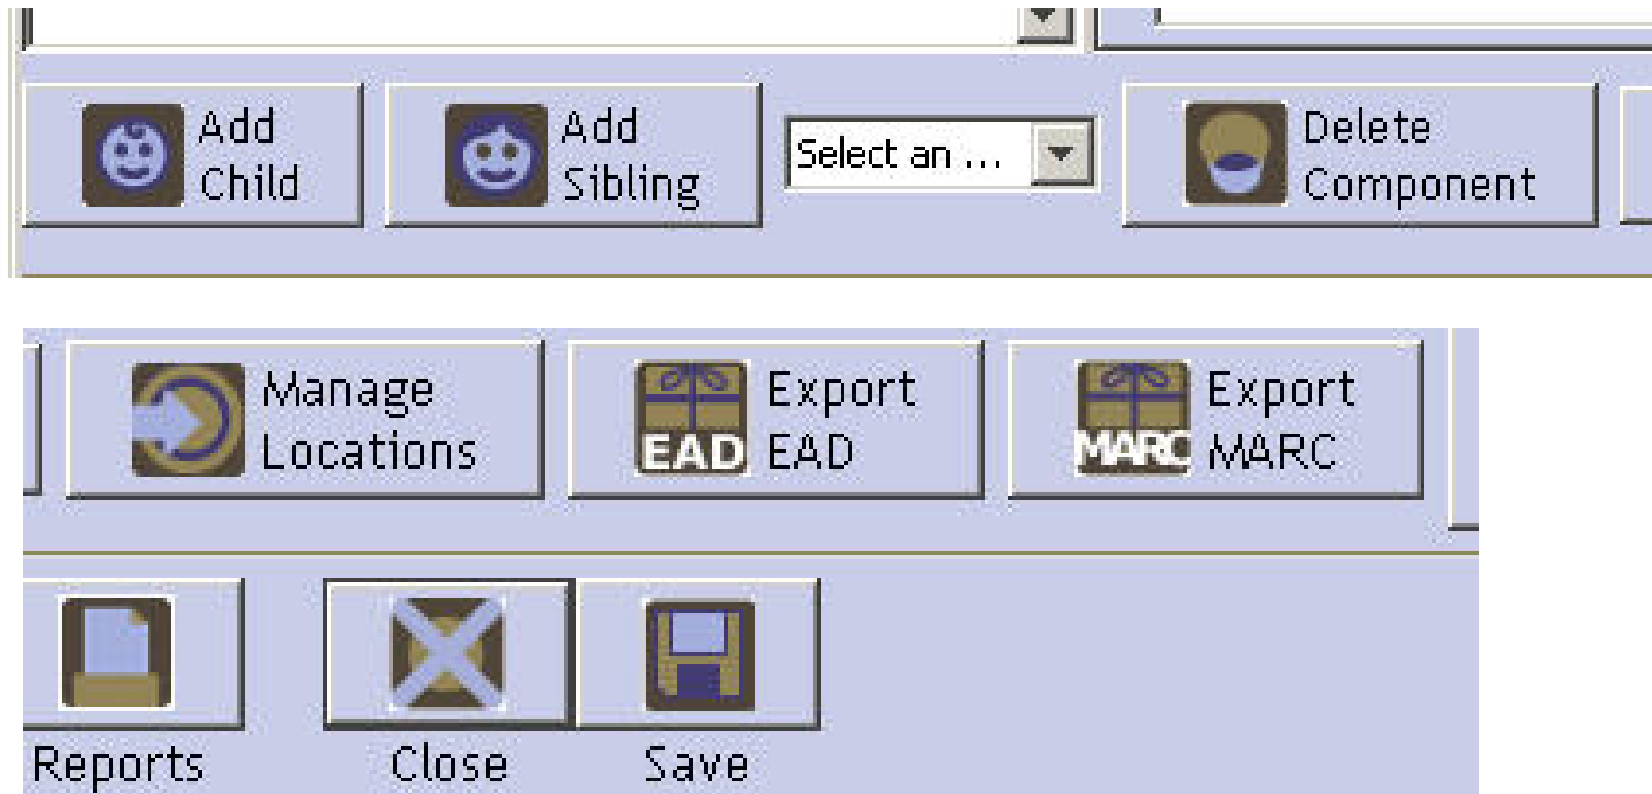 Add
Child
Add
Sibling
Select an ...
Delete
Component
Manage
Locations
EAD
Export
EAD
MARC
Export
MARC
Reports
Close
Save